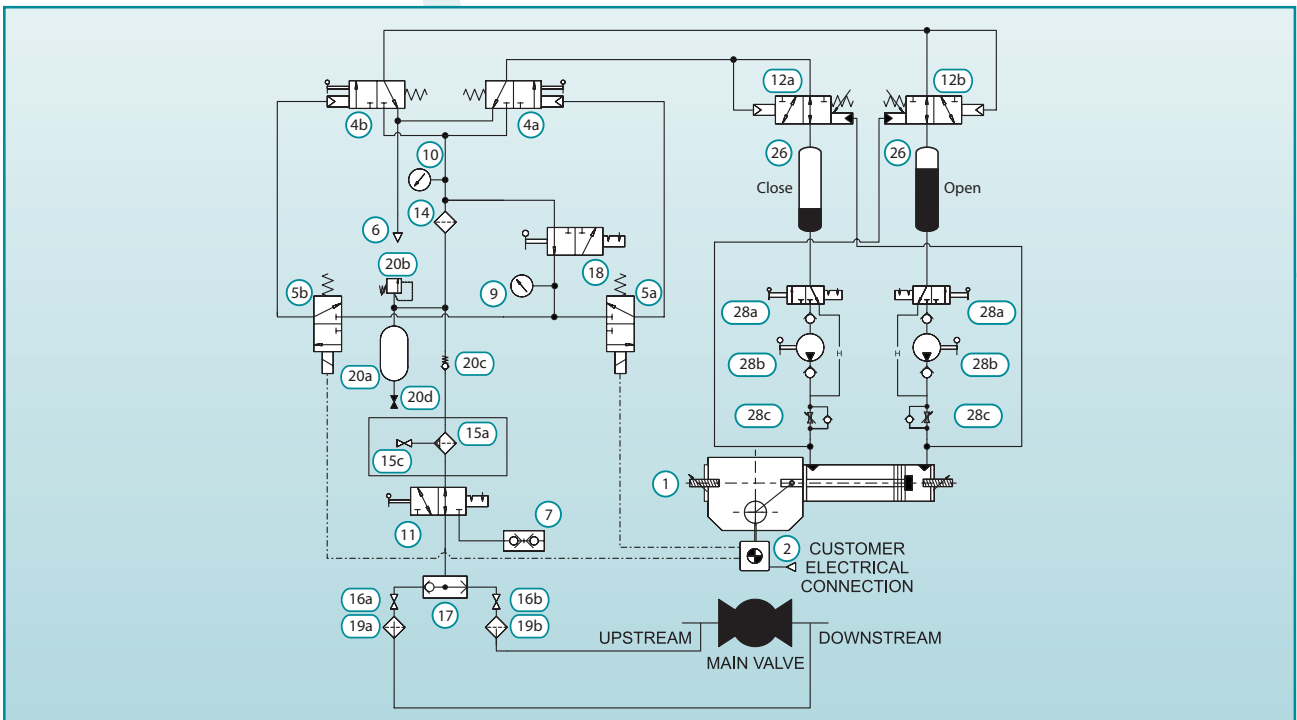 12a
12b
4b
4a
10
26
26
Close
Open
14
6
18
20b
9
5b
5a
28a
28a
20a
20c
28b
28b
20d
28c
28c
15a
15c
1
7
11
2
CUSTOMER
ELECTRICAL
CONNECTION
16a
16b
17
19a
19b
UPSTREAM
DOWNSTREAM
MAIN VALVE
H
H